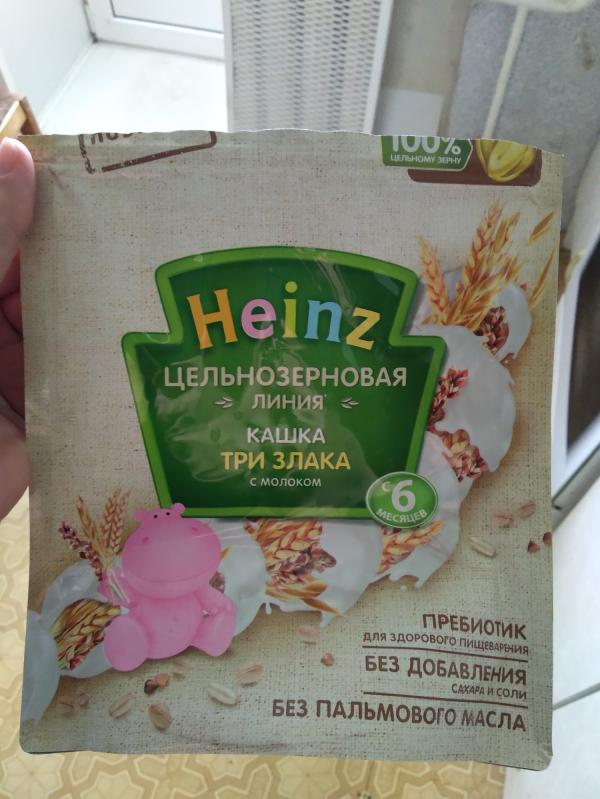 100%
ЦЕЛЬНОМУ ЗЕРНУ
Heinz
ЦЕЛЬНОЗЕРНОВАЯ
ЛИНИЯ
КАШКА
ТРИ ЗЛАКА
С МОЛОКОМ
С 6
МЕСЯЦЕВ
ПРЕБИОТИК
ДЛЯ ЗДОРОВОГО ПИЩЕВАРЕНИЯ
БЕЗ ДОБАВЛЕНИЯ
САХАРА И СОЛИ
БЕЗ ПАЛЬМОВОГО МАСЛА